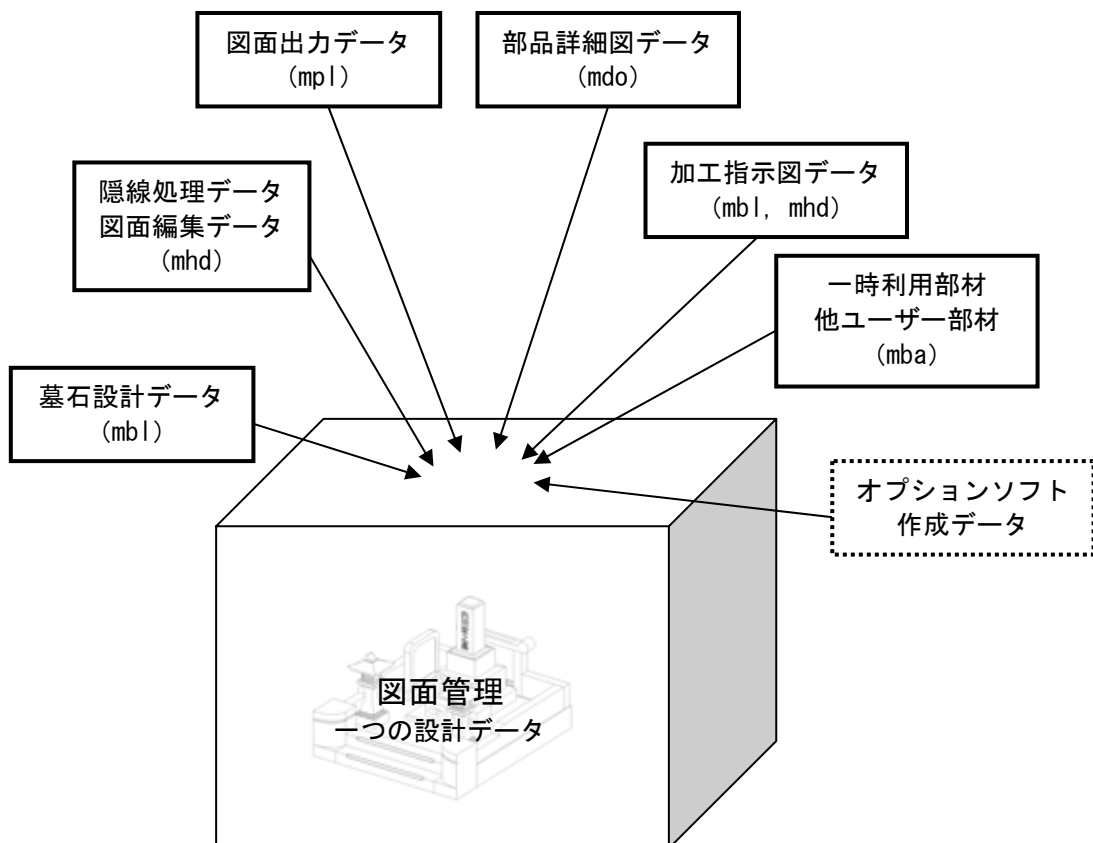 図面出力データ
(mpl)
部品詳細図データ
(mdo)
隠線処理データ
図面編集データ
(mhd)
加工指示図データ
(mbl, mhd)
一時利用部材
他ユーザー部材
(mba)
墓石設計データ
(mbl)
オプションソフト
作成データ
図面管理
一つの設計データ